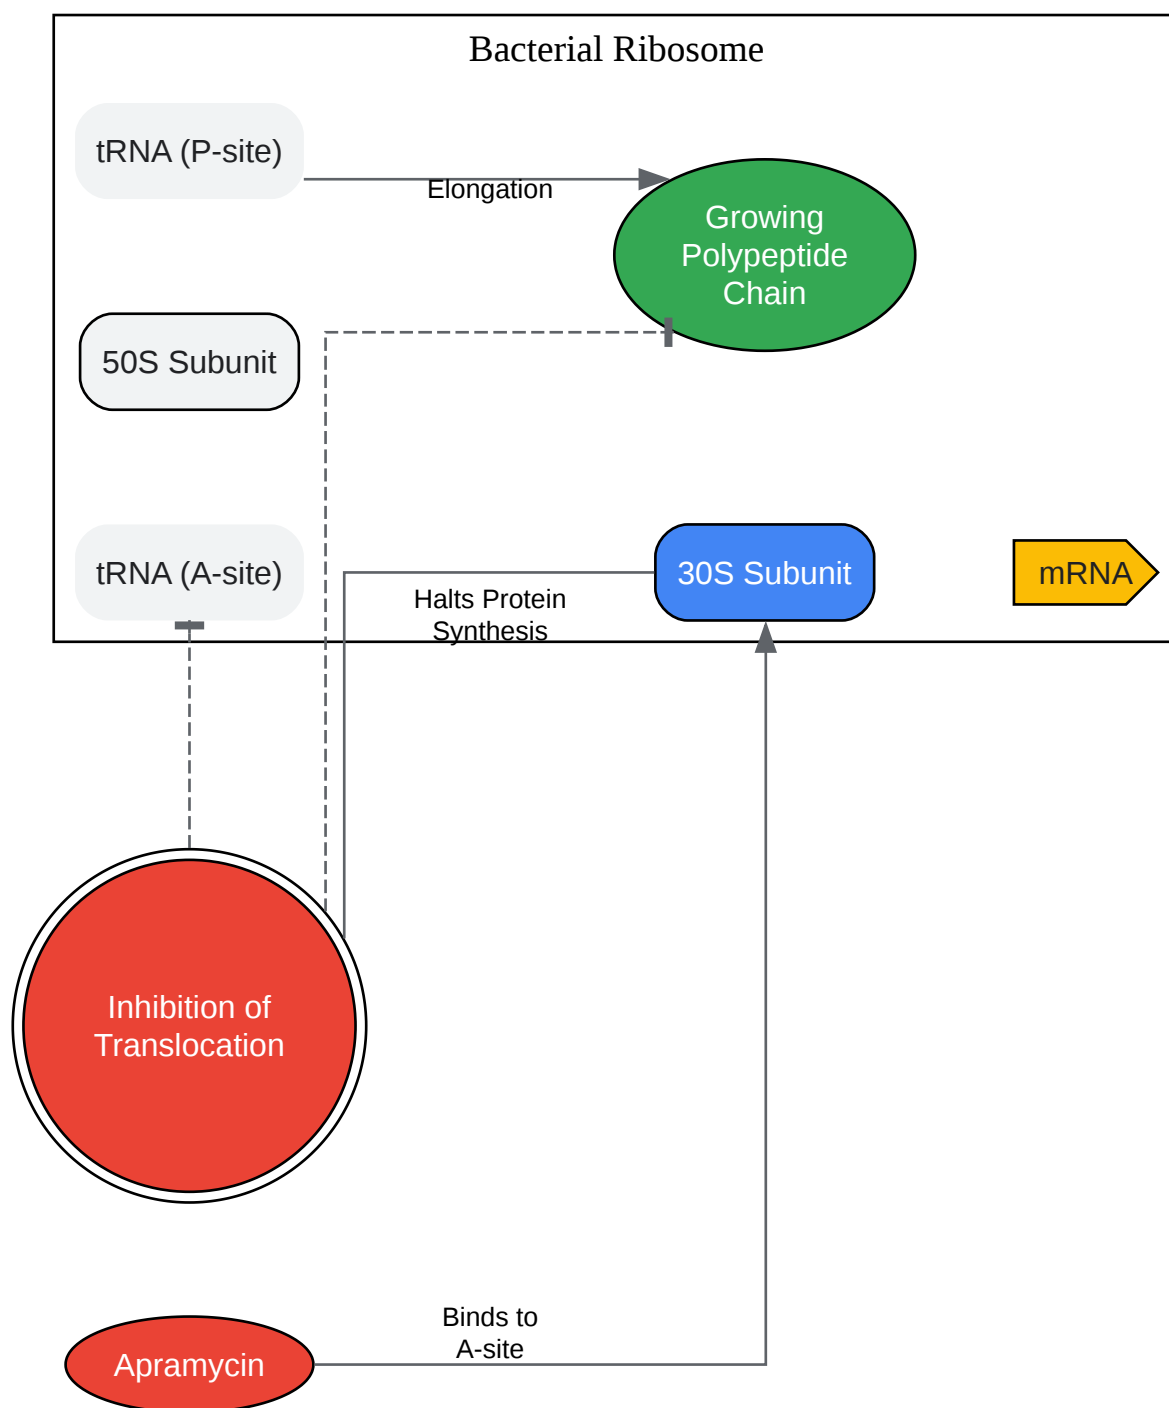 Bacterial Ribosome
tRNA (P-site)
Elongation
Growing
Polypeptide
Chain
50S Subunit
tRNA (A-site)
Halts Protein
Synthesis
30S Subunit
mRNA
Inhibition of
Translocation
Binds to
A-site
Apramycin